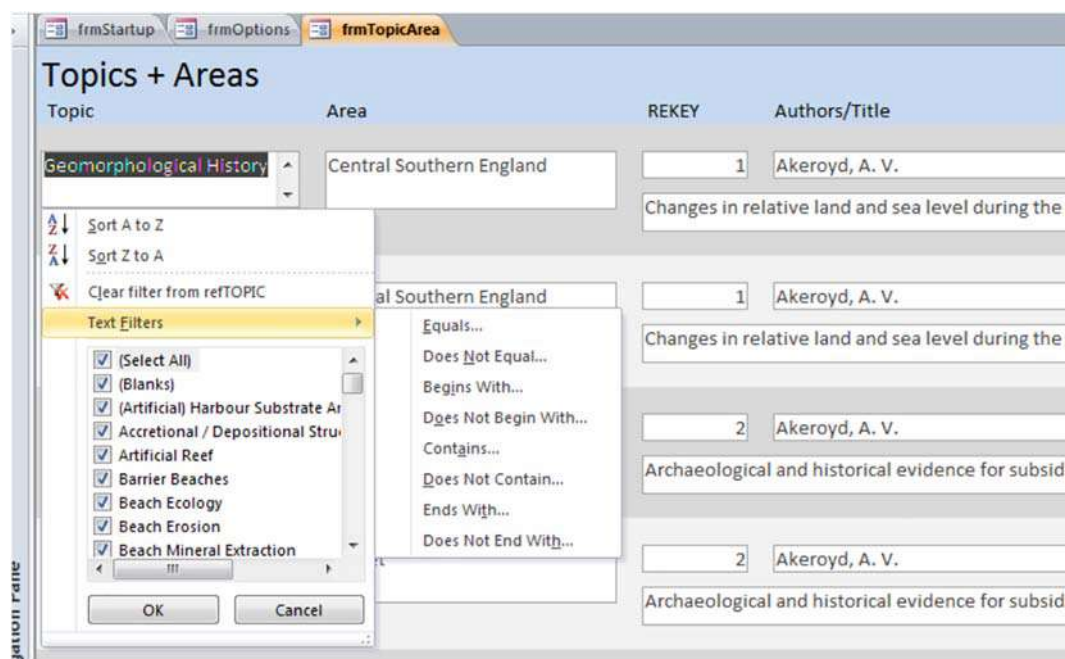 frmStartup frmOptions frmTopicArea
Topics + Areas
Topic Area REKEY Authors/Title
Geomorphological History Central Southern England 1 Akeroyd, A. V.
Changes in relative land and sea level during the
Sort A to Z
Sort Z to A
Clear filter from refTOPIC
al Southern England 1 Akeroyd, A. V.
Text Filters
Changes in relative land and sea level during the
Equals...
Does Not Equal...
Begins With...
Does Not Begin With...
Contains...
Does Not Contain...
Ends With...
Does Not End With...
(Select All)
(Blanks)
(Artificial) Harbour Substrate Ar
Accretional / Depositional Stru
Artificial Reef
Barrier Beaches
Beach Ecology
Beach Erosion
Beach Mineral Extraction
OK Cancel
2 Akeroyd, A. V.
Archaeological and historical evidence for subsid
2 Akeroyd, A. V.
Archaeological and historical evidence for subsid
gation Pane